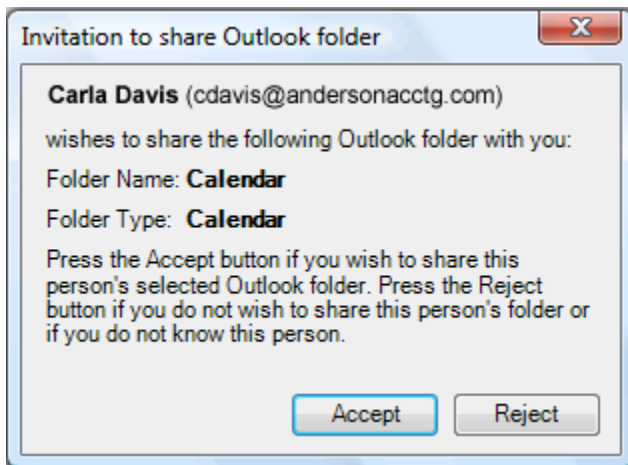 Invitation to share Outlook folder
Carla Davis (cdavis@andersonacctg.com)
wishes to share the following Outlook folder with you:
Folder Name: Calendar
Folder Type: Calendar
Press the Accept button if you wish to share this
person's selected Outlook folder. Press the Reject
button if you do not wish to share this person's folder or
if you do not know this person.
Accept Reject